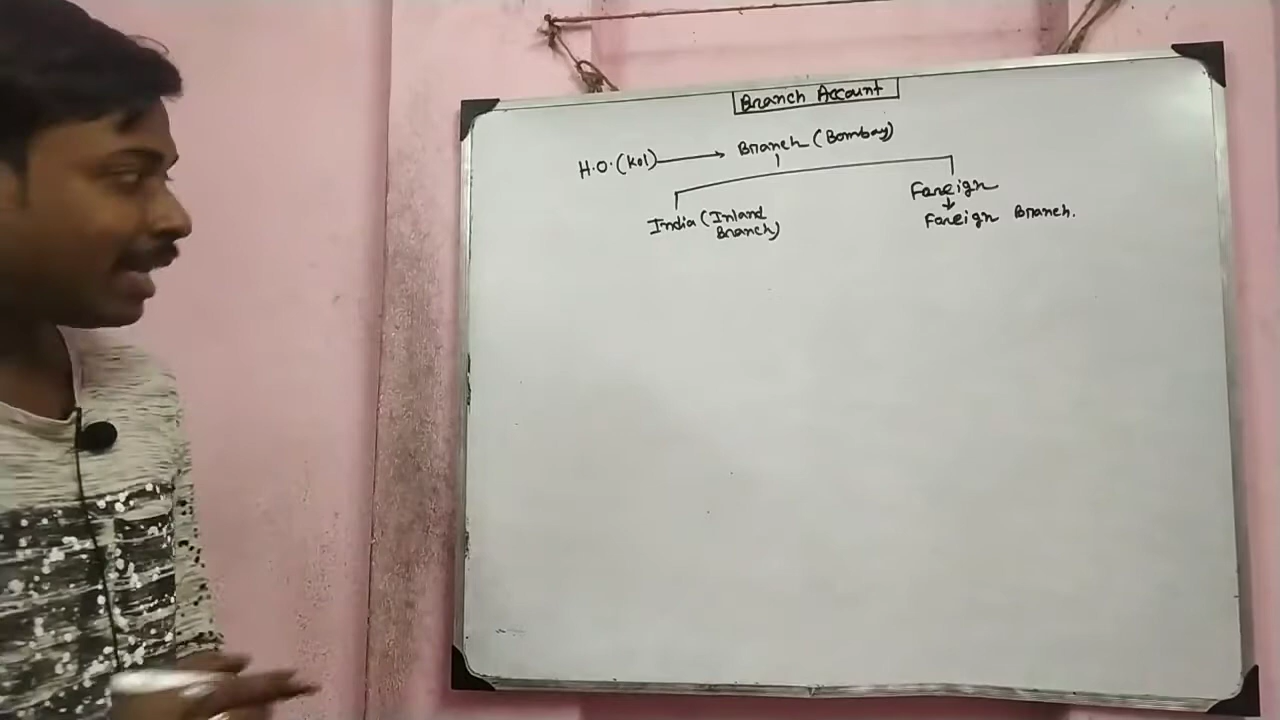 Branch Account
H.O. (Kol) → Branch (Bombay)
India (Inland Branch)
Foreign
↓
Foreign Branch.